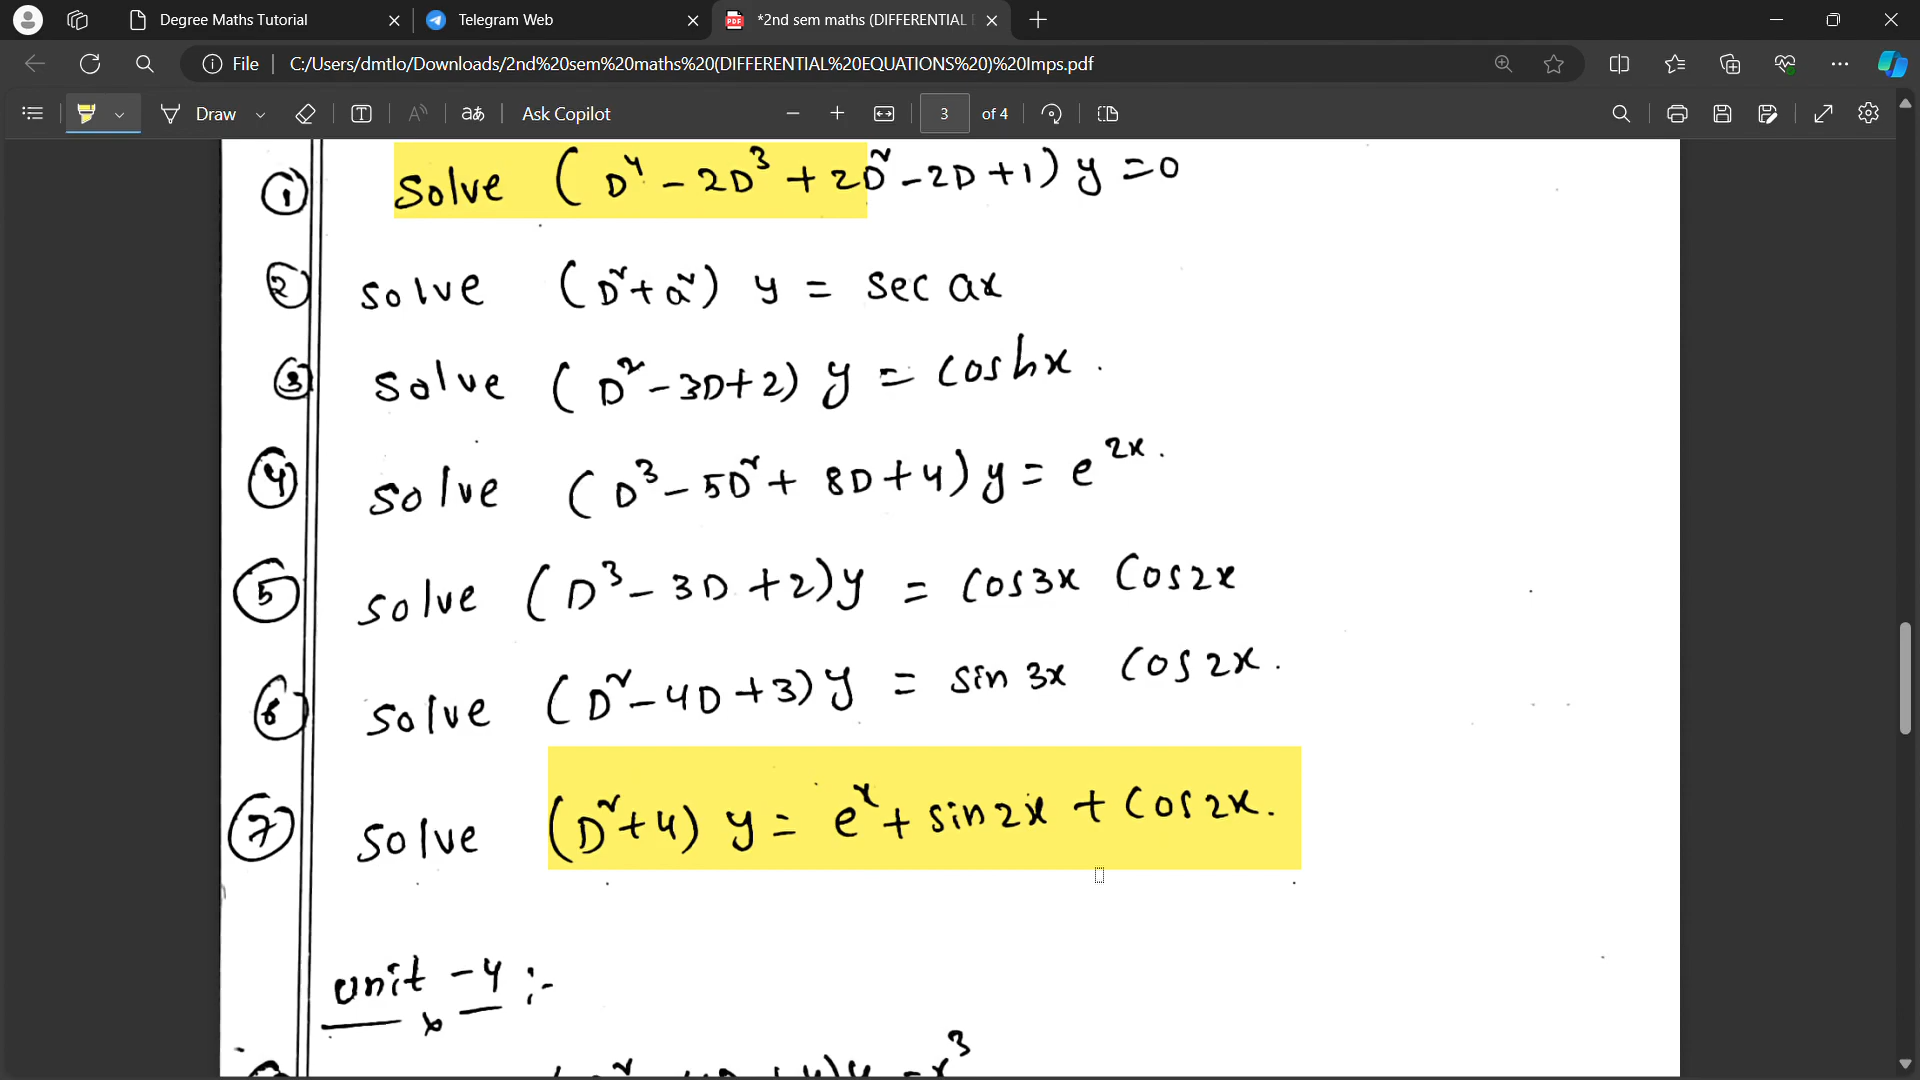 Degree Maths Tutorial
Telegram Web
*2nd sem maths (DIFFERENTIAL
File
C:/Users/dmtlo/Downloads/2nd%20sem%20maths%20(DIFFERENTIAL%20EQUATIONS%20)%20Imps.pdf
Draw
aあ
Ask Copilot
3 of 4
① Solve (D⁴ - 2D³ + 2D² - 2D + 1) y = 0
② solve (D² + a²) y = sec ax
③ solve (D² - 3D + 2) y = coshx.
④ solve (D³ - 5D² + 8D + 4) y = e²ˣ.
⑤ solve (D³ - 3D + 2) y = cos3x cos2x
⑥ solve (D² - 4D + 3) y = sin 3x cos2x.
⑦ solve (D² + 4) y = eˣ + sin2x + cos2x.
unit - 4 :-